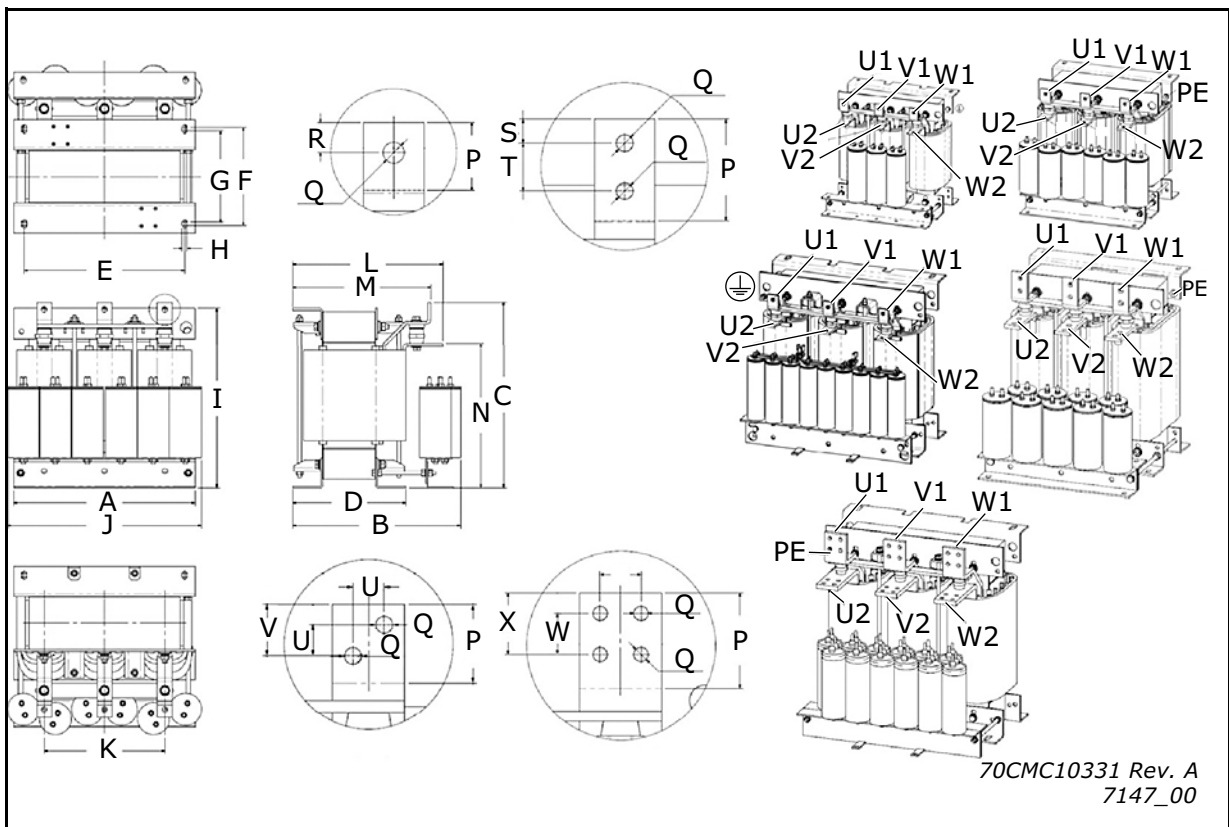 R
Q
P
S
T
Q
Q
P
G
F
H
E
I
A
J
L
M
N
C
D
B
K
V
U
U
Q
Q
P
X
W
Q
Q
P
U1
V1
W1
U2
V2
W2
U1
V1
W1
PE
U2
V2
W2
U1
V1
W1
U2
V2
W2
U1
V1
W1
PE
U2
V2
W2
U1
V1
W1
PE
U2
V2
W2
70CMC10331 Rev. A
7147_00